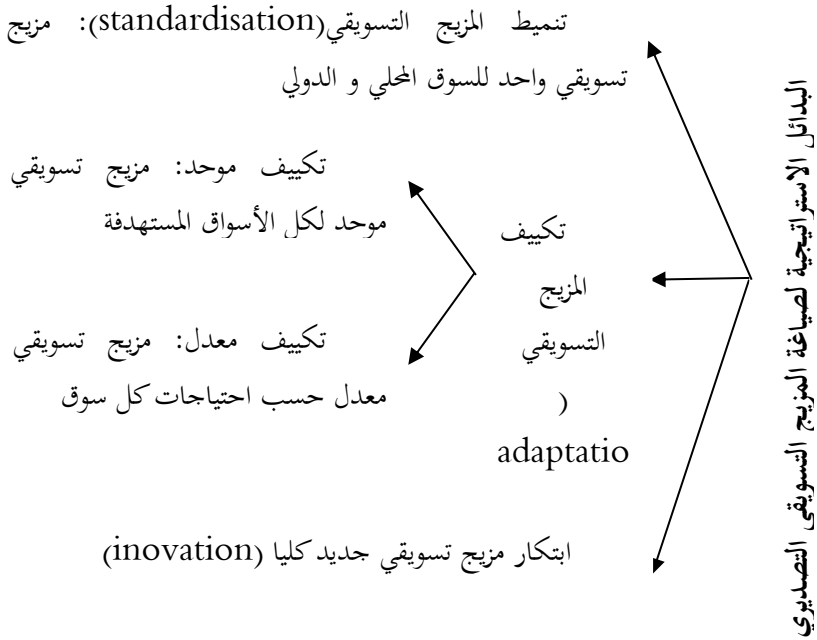 البدائل الاستراتيجية لصياغة المزيج التسويقي التصديري
تنميط المزيج التسويقي(standardisation): مزيج
تسويقي واحد للسوق المحلي و الدولي
تكييف
المزيج
التسويقي
(
adaptatio
تكييف موحد: مزيج تسويقي
موحد لكل الأسواق المستهدفة
تكييف معدل: مزيج تسويقي
معدل حسب احتياجات كل سوق
ابتكار مزيج تسويقي جديد كليا (inovation)